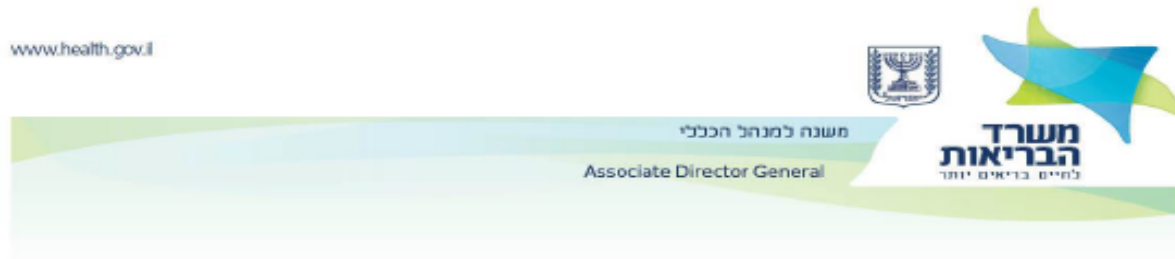 www.health.gov.il
משנה למנהל הכללי
Associate Director General
משרד
הבריאות
לחיים בריאים יותר